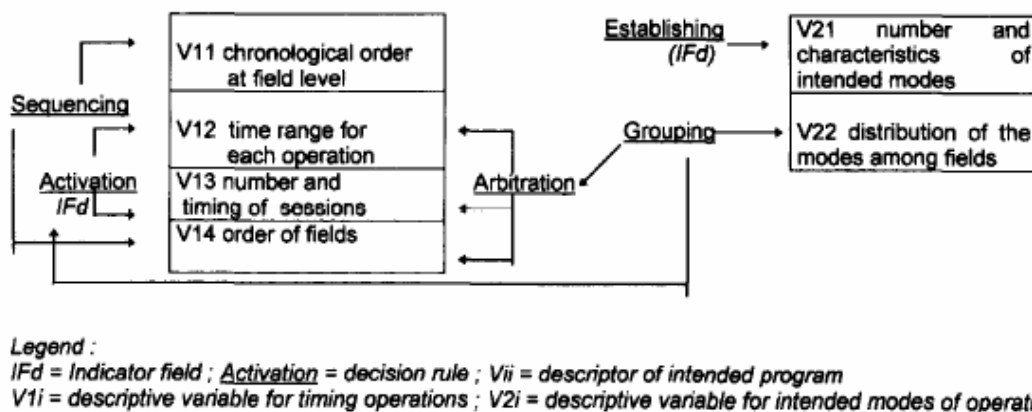 V11 chronological order
at field level
Sequencing
V12 time range for
each operation
Activation
IFd
V13 number and
timing of sessions
V14 order of fields
Arbitration
Establishing
(IFd)
Grouping
V21 number and
characteristics of
intended modes
V22 distribution of the
modes among fields
Legend :
IFd = Indicator field ; Activation = decision rule ; Vii = descriptor of intended program
V1i = descriptive variable for timing operations ; V2i = descriptive variable for intended modes of operati